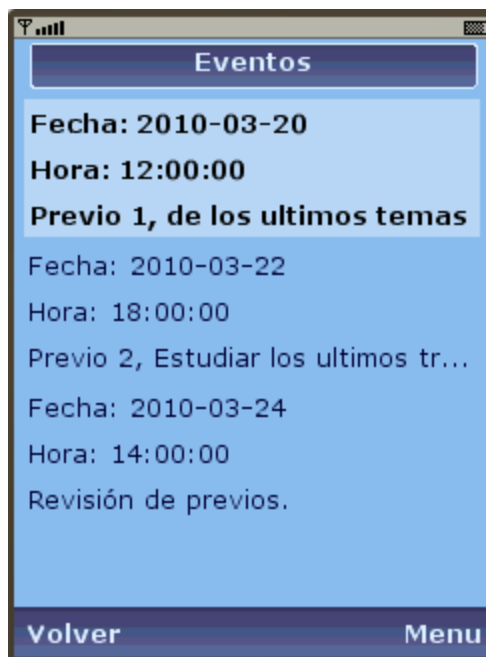 Eventos
Fecha: 2010-03-20
Hora: 12:00:00
Previo 1, de los ultimos temas
Fecha: 2010-03-22
Hora: 18:00:00
Previo 2, Estudiar los ultimos tr...
Fecha: 2010-03-24
Hora: 14:00:00
Revisión de previos.
Volver Menu